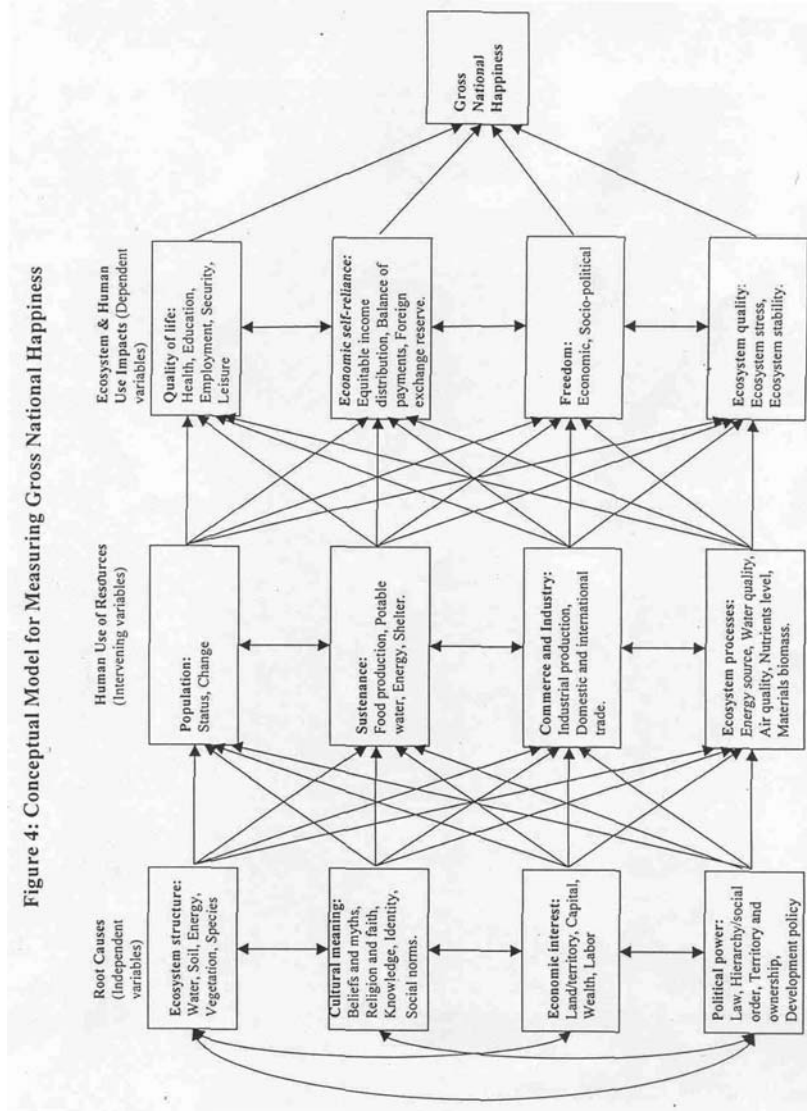 Figure 4: Conceptual Model for Measuring Gross National Happiness
Root Causes
(Independent
variables)
Human Use of Resources
(Intervening variables)
Ecosystem & Human
Use Impacts (Dependent
variables)
Ecosystem structure:
Water, Soil, Energy,
Vegetation, Species
Cultural meaning:
Beliefs and myths,
Religion and faith,
Knowledge, Identity,
Social norms.
Economic interest:
Land/territory, Capital,
Wealth, Labor
Political power:
Law, Hierarchy/social
order, Territory and
ownership,
Development policy
Population:
Status, Change
Sustenance:
Food production, Potable
water, Energy, Shelter.
Commerce and Industry:
Industrial production,
Domestic and international
trade.
Ecosystem processes:
Energy source, Water quality,
Air quality, Nutrients level,
Materials biomass.
Quality of life:
Health, Education,
Employment, Security,
Leisure
Economic self-reliance:
Equitable income
distribution, Balance of
payments, Foreign
exchange reserve.
Freedom:
Economic, Socio-political
Ecosystem quality:
Ecosystem stress,
Ecosystem stability.
Gross
National
Happiness